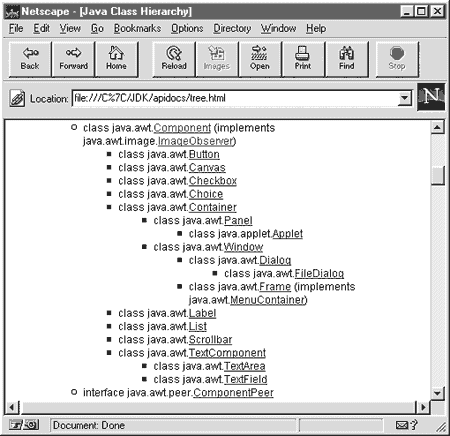 Netscape - [Java Class Hierarchy]
File Edit View Go Bookmarks Options Directory Window Help
Back Forward Home Reload Images Open Print Find Stop
Location: file:///C%7C/JDK/apidocs/tree.html N
class java.awt.Component (implements
java.awt.image.ImageObserver)
class java.awt.Button
class java.awt.Canvas
class java.awt.Checkbox
class java.awt.Choice
class java.awt.Container
class java.awt.Panel
class java.applet.Applet
class java.awt.Window
class java.awt.Dialog
class java.awt.FileDialog
class java.awt.Frame (implements
java.awt.MenuContainer)
class java.awt.Label
class java.awt.List
class java.awt.Scrollbar
class java.awt.TextComponent
class java.awt.TextArea
class java.awt.TextField
interface java.awt.peer.ComponentPeer
Document: Done ?